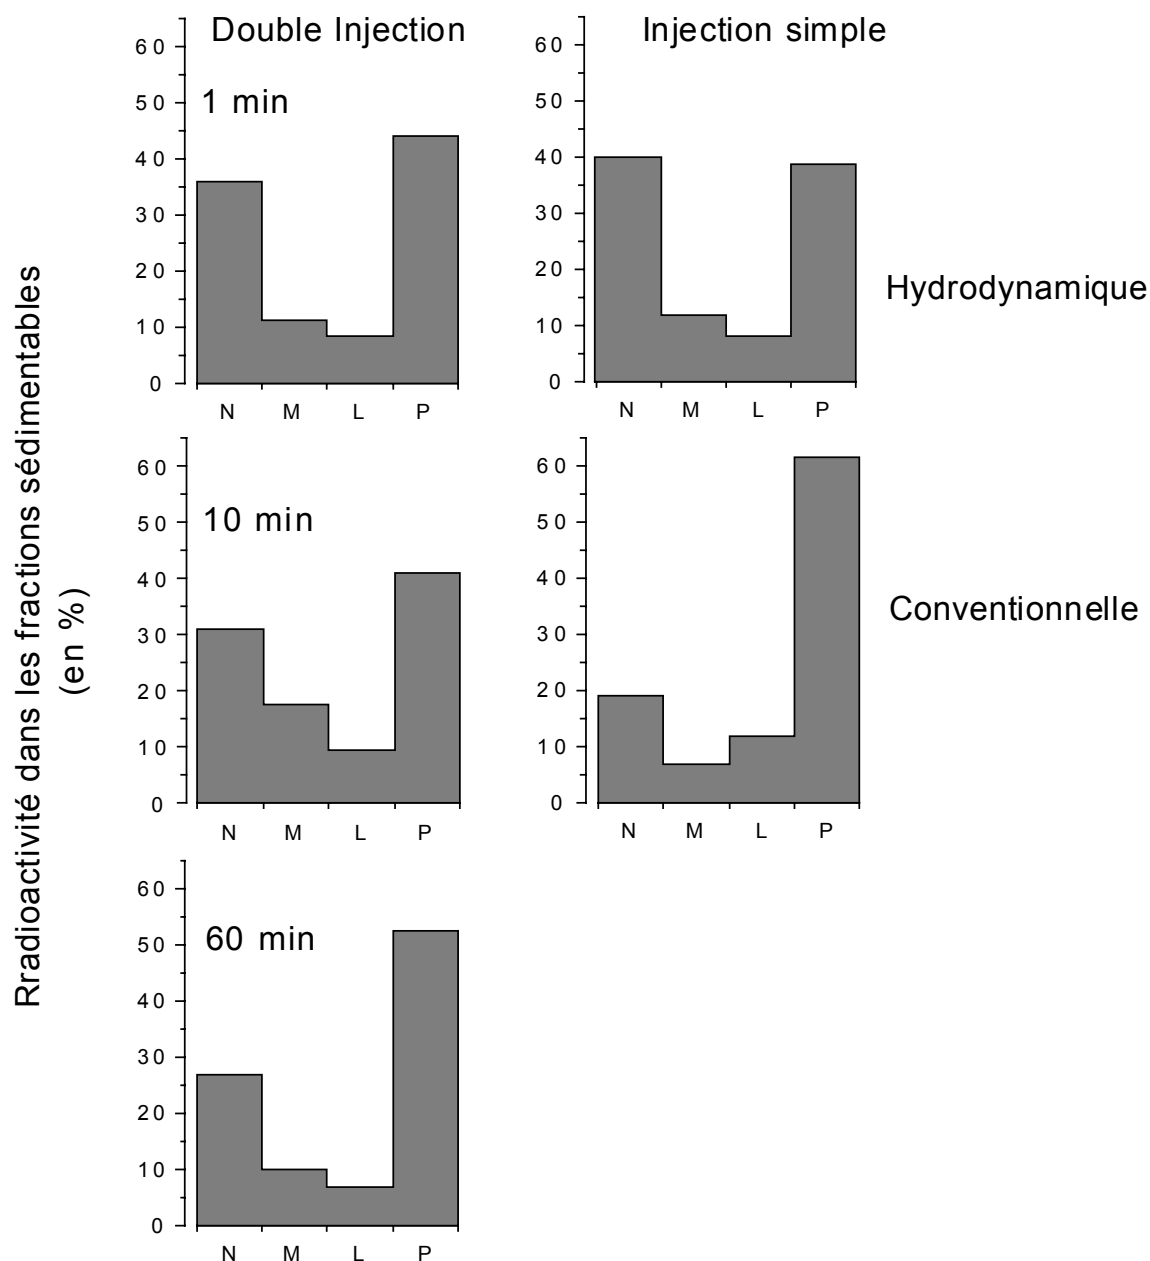 Double Injection
Injection simple
Rradioactivité dans les fractions sédimentables
(en %)
1 min
60
50
40
30
20
10
0
N M L P
60
50
40
30
20
10
0
N M L P
Hydrodynamique
10 min
60
50
40
30
20
10
0
N M L P
60
50
40
30
20
10
0
N M L P
Conventionnelle
60 min
60
50
40
30
20
10
0
N M L P